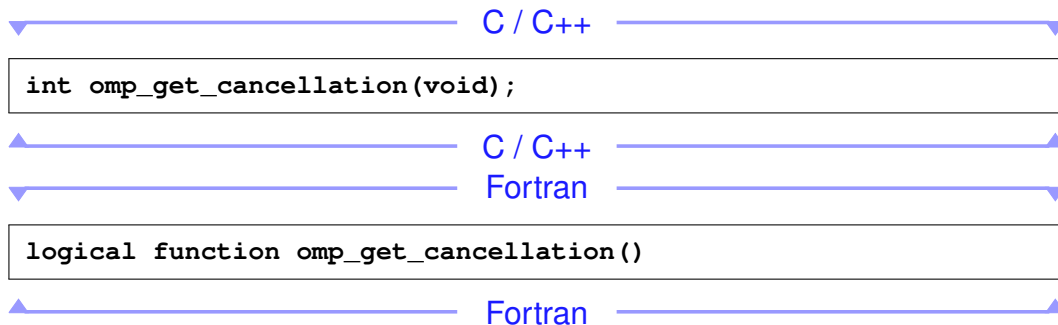 C / C++
int omp_get_cancellation(void);
C / C++
Fortran
logical function omp_get_cancellation()
Fortran